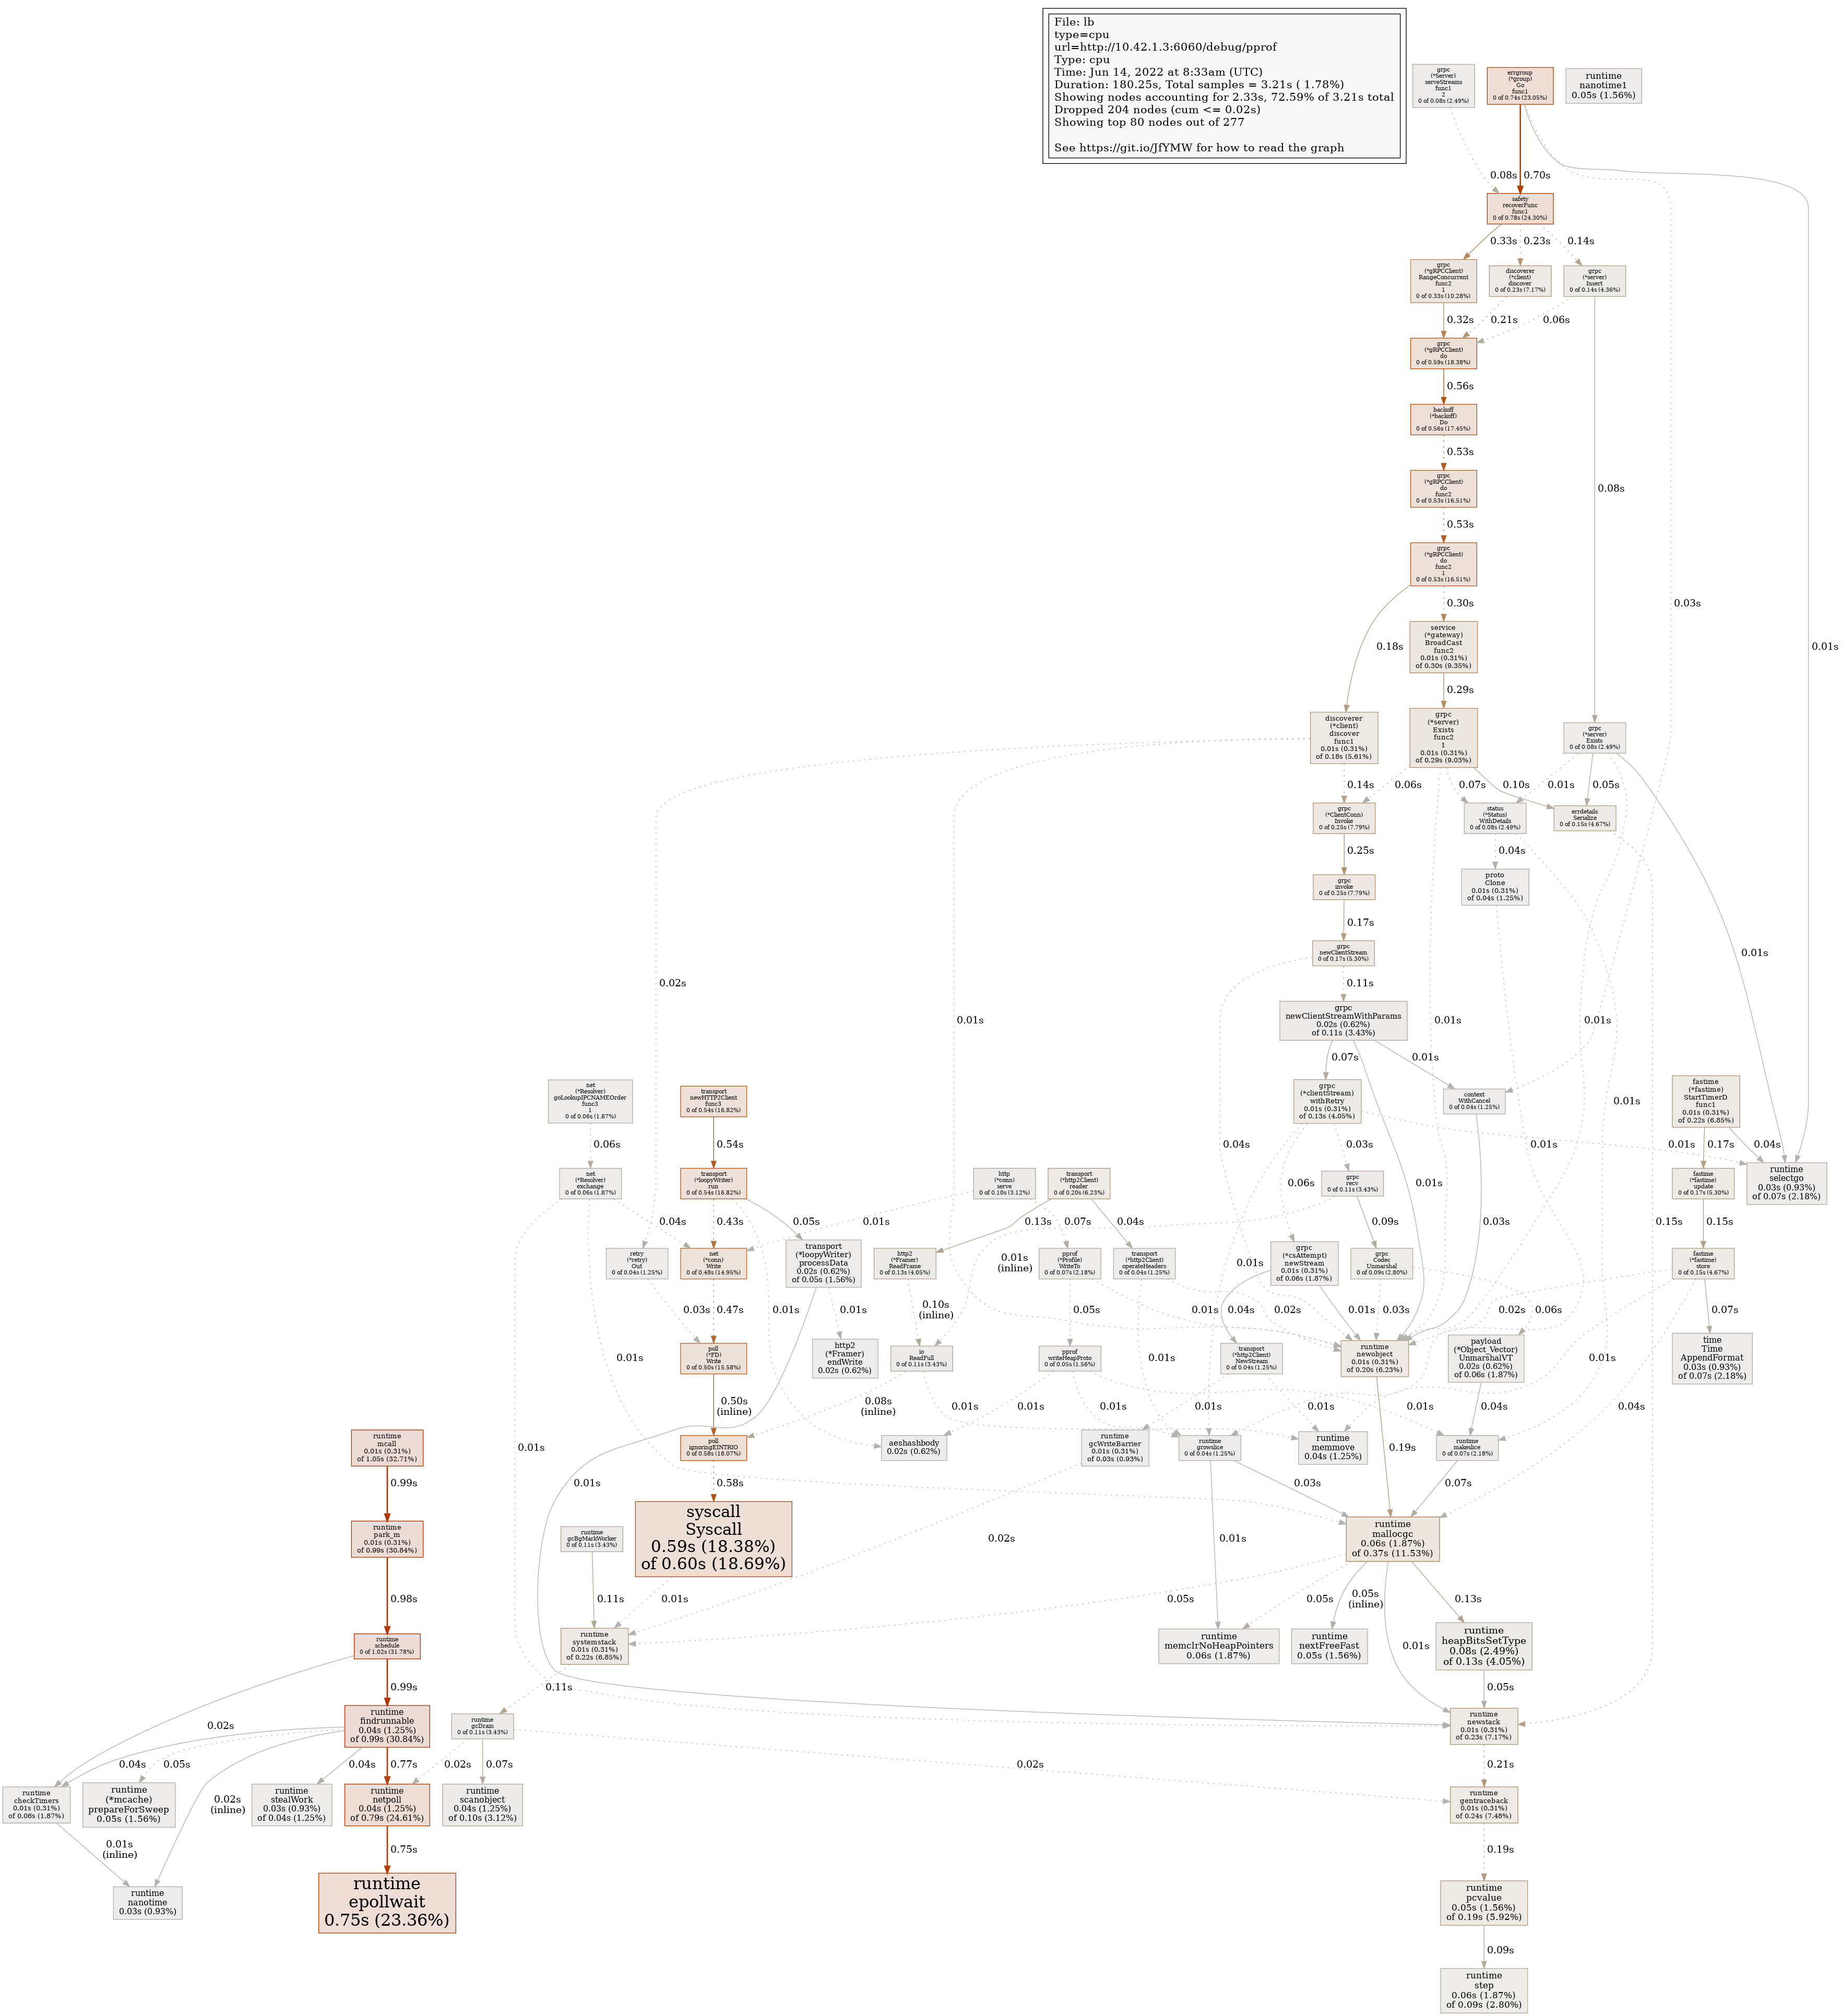 File: lb
type=cpu
url=http://10.42.1.3:6060/debug/pprof
Type: cpu
Time: Jun 14, 2022 at 8:33am (UTC)
Duration: 180.25s, Total samples = 3.21s ( 1.78%)
Showing nodes accounting for 2.33s, 72.59% of 3.21s total
Dropped 204 nodes (cum <= 0.02s)
Showing top 80 nodes out of 277
See https://git.io/JfYMW for how to read the graph
grpc
(*Server)
serveStreams
func1
2
0 of 0.08s (2.49%)
errgroup
(*group)
Go
func1
0 of 0.74s (23.05%)
runtime
nanotime1
0.05s (1.56%)
0.08s
0.70s
safety
recoverFunc
func1
0 of 0.78s (24.30%)
0.33s
0.23s
0.14s
grpc
(*gRPCClient)
RangeConcurrent
func2
1
0 of 0.33s (10.28%)
discoverer
(*client)
discover
0 of 0.23s (7.17%)
grpc
(*server)
Insert
0 of 0.14s (4.36%)
0.32s
0.21s
0.06s
grpc
(*gRPCClient)
do
0 of 0.59s (18.38%)
0.56s
backoff
(*backoff)
Do
0 of 0.56s (17.45%)
0.53s
grpc
(*gRPCClient)
do
func2
0 of 0.53s (16.51%)
0.08s
0.53s
grpc
(*gRPCClient)
do
func2
1
0 of 0.53s (16.51%)
0.30s
0.03s
service
(*gateway)
BroadCast
func2
0.01s (0.31%)
of 0.30s (9.35%)
0.18s
0.01s
0.29s
discoverer
(*client)
discover
func1
0.01s (0.31%)
of 0.18s (5.61%)
grpc
(*server)
Exists
func2
1
0.01s (0.31%)
of 0.29s (9.03%)
grpc
(*server)
Exists
0 of 0.08s (2.49%)
0.14s
0.06s
0.07s
0.10s
0.01s
0.05s
grpc
(*ClientConn)
Invoke
0 of 0.25s (7.79%)
status
(*Status)
WithDetails
0 of 0.08s (2.49%)
errdetails
Serialize
0 of 0.15s (4.67%)
0.25s
0.04s
grpc
invoke
0 of 0.25s (7.79%)
proto
Clone
0.01s (0.31%)
of 0.04s (1.25%)
0.17s
grpc
newClientStream
0 of 0.17s (5.30%)
0.01s
0.02s
0.11s
grpc
newClientStreamWithParams
0.02s (0.62%)
of 0.11s (3.43%)
0.01s
0.01s
0.01s
0.07s
0.01s
net
(*Resolver)
goLookupIPCNAMEOrder
func3
1
0 of 0.06s (1.87%)
transport
newHTTP2Client
func3
0 of 0.54s (16.82%)
grpc
(*clientStream)
withRetry
0.01s (0.31%)
of 0.13s (4.05%)
context
WithCancel
0 of 0.04s (1.25%)
fastime
(*fastime)
StartTimerD
func1
0.01s (0.31%)
of 0.22s (6.85%)
0.01s
0.06s
0.54s
0.04s
0.03s
0.01s
0.01s
0.17s
0.04s
net
(*Resolver)
exchange
0 of 0.06s (1.87%)
transport
(*loopyWriter)
run
0 of 0.54s (16.82%)
http
(*conn)
serve
0 of 0.10s (3.12%)
transport
(*http2Client)
reader
0 of 0.20s (6.23%)
0.06s
grpc
recv
0 of 0.11s (3.43%)
0.01s
fastime
(*fastime)
update
0 of 0.17s (5.30%)
runtime
selectgo
0.03s (0.93%)
of 0.07s (2.18%)
0.04s
0.43s
0.05s
0.01s
0.13s
0.07s
0.04s
0.09s
0.03s
0.15s
0.15s
retry
(*retry)
Out
0 of 0.04s (1.25%)
net
(*conn)
Write
0 of 0.48s (14.95%)
transport
(*loopyWriter)
processData
0.02s (0.62%)
of 0.05s (1.56%)
http2
(*Framer)
ReadFrame
0 of 0.13s (4.05%)
0.01s
(inline)
pprof
(*Profile)
WriteTo
0 of 0.07s (2.18%)
transport
(*http2Client)
operateHeaders
0 of 0.04s (1.25%)
0.01s
grpc
(*csAttempt)
newStream
0.01s (0.31%)
of 0.06s (1.87%)
grpc
Codec
Unmarshal
0 of 0.09s (2.80%)
fastime
(*fastime)
store
0 of 0.15s (4.67%)
0.03s
0.47s
0.01s
0.01s
0.10s
(inline)
0.05s
0.01s
0.02s
0.04s
0.01s
0.03s
0.06s
0.02s
0.07s
0.01s
poll
(*FD)
Write
0 of 0.50s (15.58%)
http2
(*Framer)
endWrite
0.02s (0.62%)
io
ReadFull
0 of 0.11s (3.43%)
pprof
writeHeapProto
0 of 0.05s (1.56%)
0.01s
transport
(*http2Client)
NewStream
0 of 0.04s (1.25%)
runtime
newobject
0.01s (0.31%)
of 0.20s (6.23%)
payload
(*Object_Vector)
UnmarshalVT
0.02s (0.62%)
of 0.06s (1.87%)
0.01s
time
Time
AppendFormat
0.03s (0.93%)
of 0.07s (2.18%)
0.50s
(inline)
0.08s
(inline)
0.01s
0.01s
0.01s
0.01s
0.01s
0.01s
0.04s
0.04s
runtime
mcall
0.01s (0.31%)
of 1.05s (32.71%)
0.01s
poll
ignoringEINTRIO
0 of 0.58s (18.07%)
aeshashbody
0.02s (0.62%)
runtime
gcWriteBarrier
0.01s (0.31%)
of 0.03s (0.93%)
runtime
growslice
0 of 0.04s (1.25%)
runtime
memmove
0.04s (1.25%)
0.19s
runtime
makeslice
0 of 0.07s (2.18%)
0.99s
0.01s
0.58s
0.03s
0.07s
runtime
park_m
0.01s (0.31%)
of 0.99s (30.84%)
runtime
gcBgMarkWorker
0 of 0.11s (3.43%)
syscall
Syscall
0.59s (18.38%)
of 0.60s (18.69%)
0.02s
0.01s
runtime
mallocgc
0.06s (1.87%)
of 0.37s (11.53%)
0.98s
0.11s
0.01s
0.05s
0.05s
0.05s
(inline)
0.13s
0.01s
runtime
schedule
0 of 1.02s (31.78%)
runtime
systemstack
0.01s (0.31%)
of 0.22s (6.85%)
runtime
memclrNoHeapPointers
0.06s (1.87%)
runtime
nextFreeFast
0.05s (1.56%)
runtime
heapBitsSetType
0.08s (2.49%)
of 0.13s (4.05%)
0.02s
0.99s
0.11s
0.05s
runtime
findrunnable
0.04s (1.25%)
of 0.99s (30.84%)
runtime
gcDrain
0 of 0.11s (3.43%)
runtime
newstack
0.01s (0.31%)
of 0.23s (7.17%)
0.04s
0.05s
0.02s
(inline)
0.04s
0.77s
0.02s
0.07s
0.02s
0.21s
runtime
checkTimers
0.01s (0.31%)
of 0.06s (1.87%)
runtime
(*mcache)
prepareForSweep
0.05s (1.56%)
runtime
stealWork
0.03s (0.93%)
of 0.04s (1.25%)
runtime
netpoll
0.04s (1.25%)
of 0.79s (24.61%)
runtime
scanobject
0.04s (1.25%)
of 0.10s (3.12%)
runtime
gentraceback
0.01s (0.31%)
of 0.24s (7.48%)
0.01s
(inline)
0.75s
0.19s
runtime
nanotime
0.03s (0.93%)
runtime
epollwait
0.75s (23.36%)
runtime
pcvalue
0.05s (1.56%)
of 0.19s (5.92%)
0.09s
runtime
step
0.06s (1.87%)
of 0.09s (2.80%)